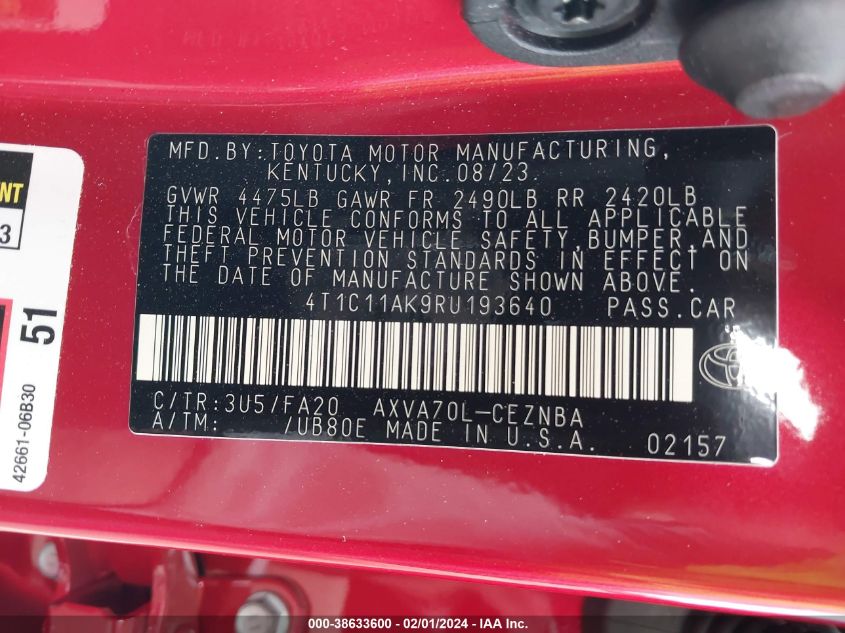 MFD.BY:TOYOTA MOTOR MANUFACTURING,
KENTUCKY,INC.08/23
GVWR 4475LB GAWR FR 2490LB RR 2420LB
THIS VEHICLE CONFORMS TO ALL APPLICABLE
FEDERAL MOTOR VEHICLE SAFETY,BUMPER,AND
THEFT PREVENTION STANDARDS IN EFFECT ON
THE DATE OF MANUFACTURE SHOWN ABOVE.
4T1C11AK9RU193640 PASS.CAR
C/TR:3U5/FA20 AXVA70L-CEZNBA
A/TM: /UB80E MADE IN U.S.A. 02157
3
51
42661-06B30
000-38633600 - 02/01/2024 - IAA Inc.